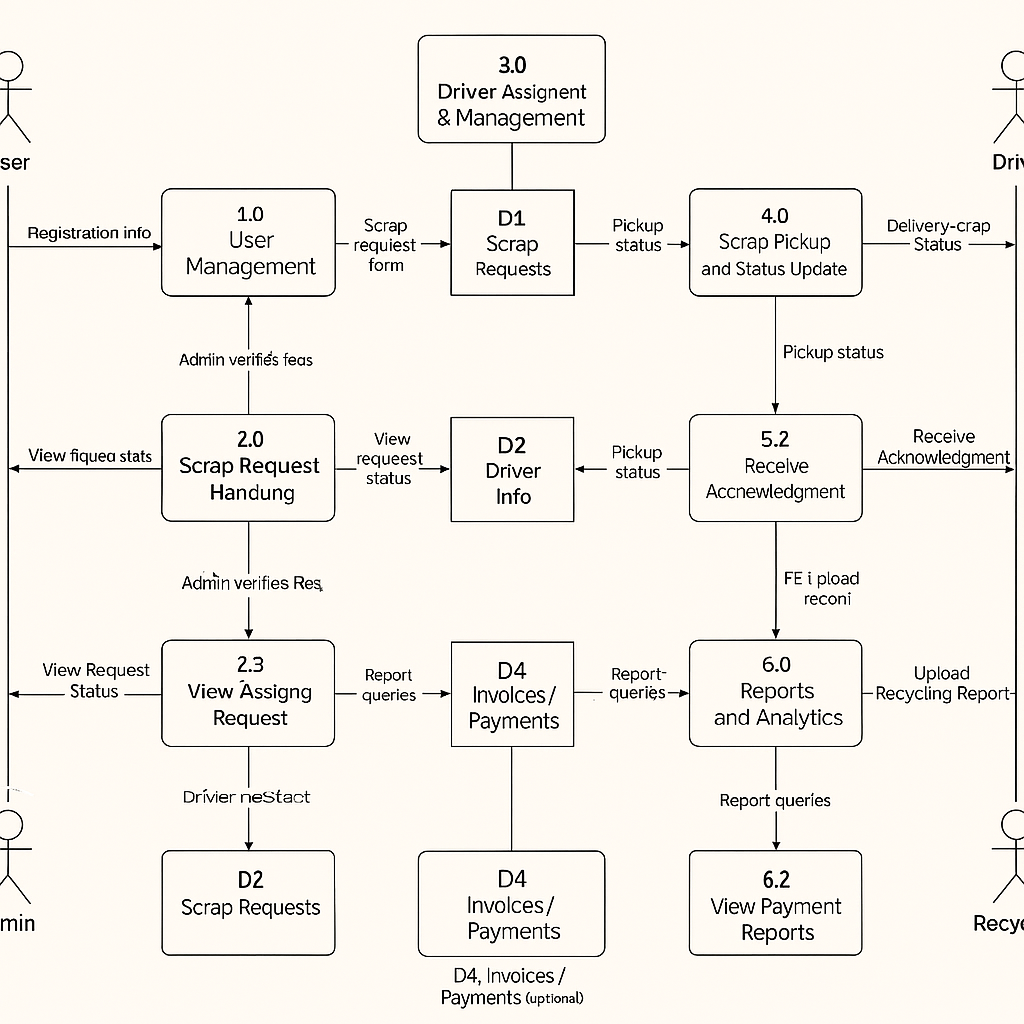 3.0
Driver Assignent
& Management
ser
Driv
Registration info
1.0
User
Management
Scrap
requiest
form
D1
Scrap
Requests
Pickup
status
4.0
Scrap Pickup
and Status Update
Delivery-crap
Status
Admin verifies feas
Pickup status
View fiquea stats
2.0
Scrap Request
Handung
View
requeest
status
D2
Driver
Info
Pickup
status
5.2
Receive
Accnewledgment
Receive
Acknowledgment
Admin verifies Res
FE i pload
reconi
View Request
Status
2.3
View Assigng
Request
Report
queries
D4
Invoices/
Payments
Report-
queries
6.0
Reports
and Analytics
Upload
Recycling Report
Drivier neStact
Report queries
min
D2
Scrap Requests
D4
Involces/
Payments
6.2
View Payment
Reports
Recye
D4, Invoices /
Payments (uptional)